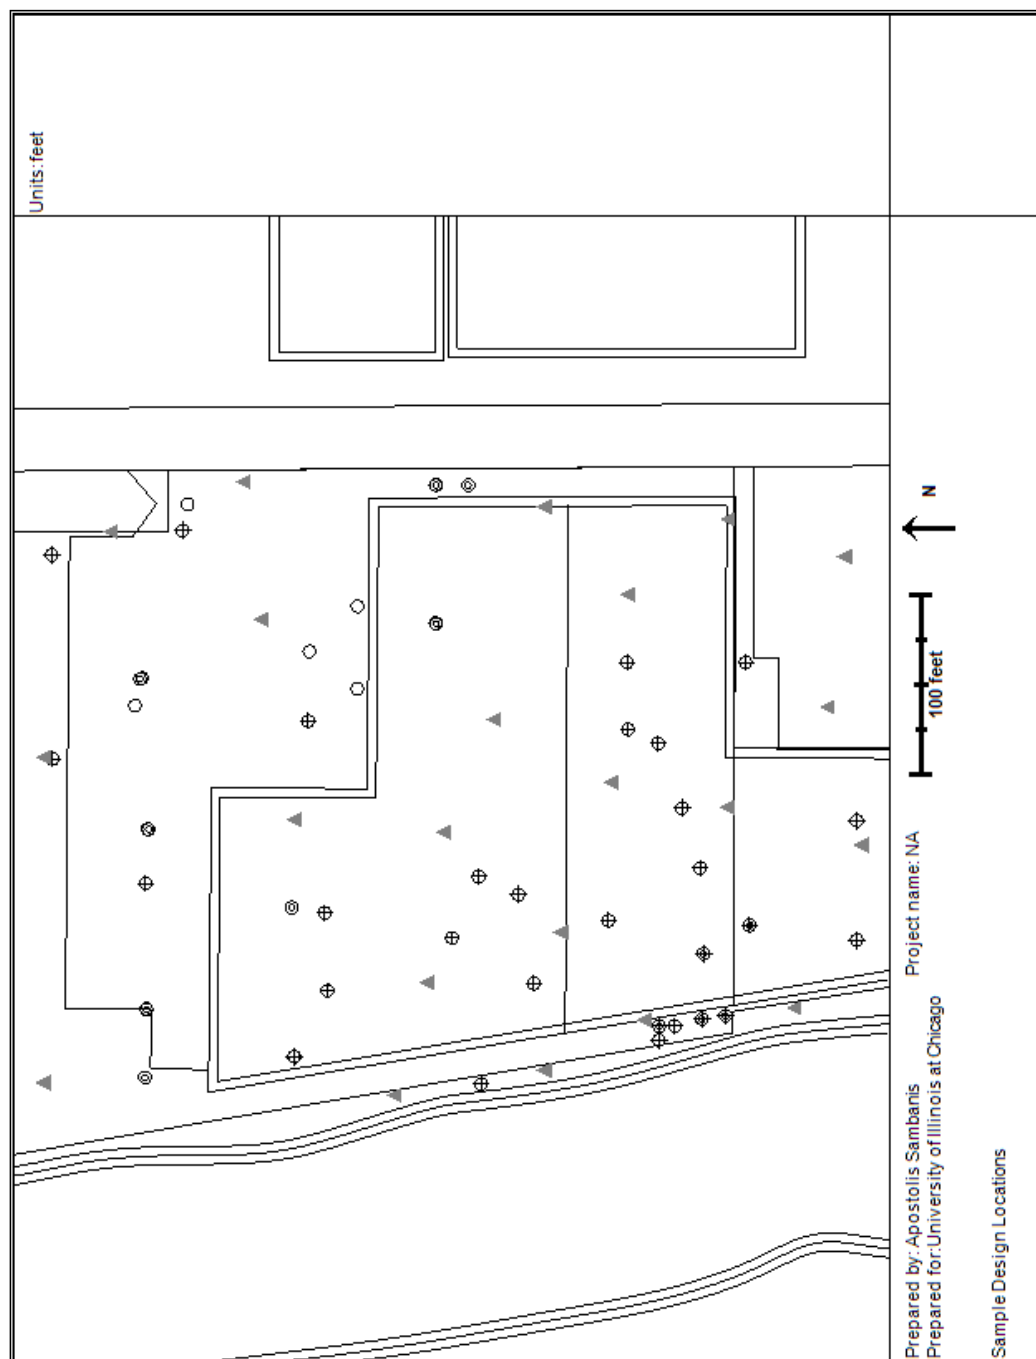 Units:feet
N
100 feet
Project name: NA
Prepared by: Apostolis Sambanis
Prepared for:University of Illinois at Chicago
Sample Design Locations